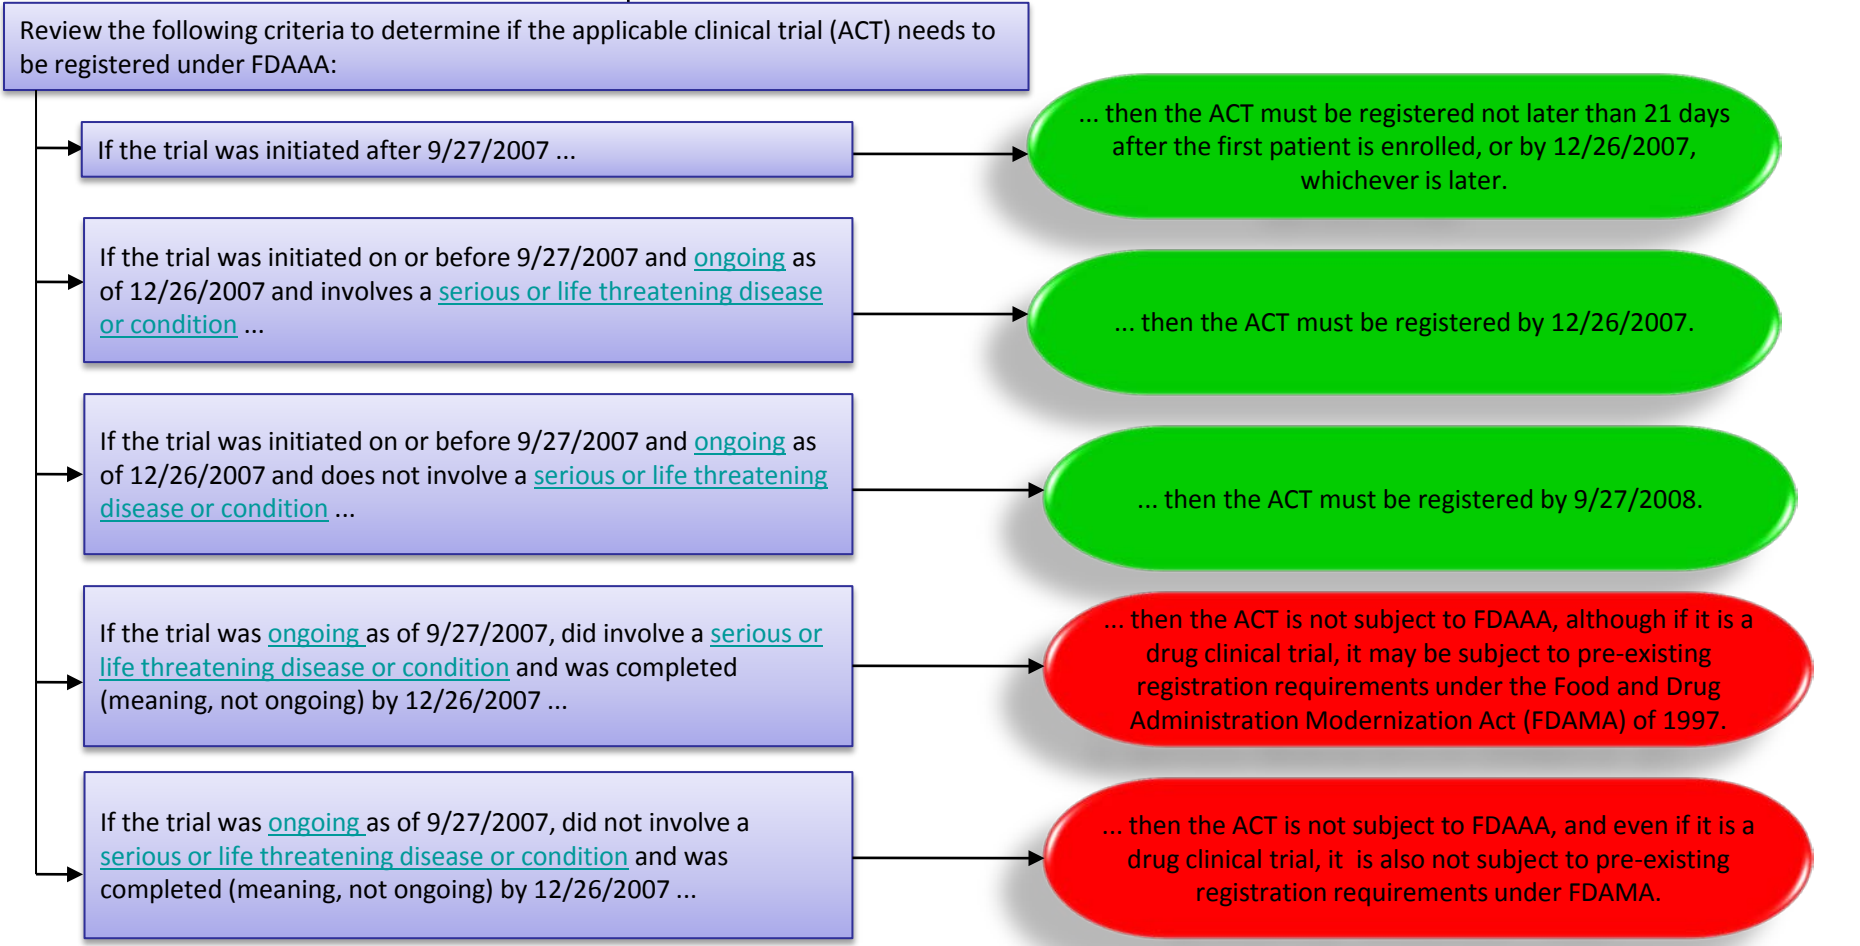 Review the following criteria to determine if the applicable clinical trial (ACT) needs to
be registered under FDAAA:
If the trial was initiated after 9/27/2007 ...
... then the ACT must be registered not later than 21 days
after the first patient is enrolled, or by 12/26/2007,
whichever is later.
If the trial was initiated on or before 9/27/2007 and ongoing as
of 12/26/2007 and involves a serious or life threatening disease
or condition ...
... then the ACT must be registered by 12/26/2007.
If the trial was initiated on or before 9/27/2007 and ongoing as
of 12/26/2007 and does not involve a serious or life threatening
disease or condition ...
... then the ACT must be registered by 9/27/2008.
If the trial was ongoing as of 9/27/2007, did involve a serious or
life threatening disease or condition and was completed
(meaning, not ongoing) by 12/26/2007 ...
... then the ACT is not subject to FDAAA, although if it is a
drug clinical trial, it may be subject to pre-existing
registration requirements under the Food and Drug
Administration Modernization Act (FDAMA) of 1997.
If the trial was ongoing as of 9/27/2007, did not involve a
serious or life threatening disease or condition and was
completed (meaning, not ongoing) by 12/26/2007 ...
... then the ACT is not subject to FDAAA, and even if it is a
drug clinical trial, it is also not subject to pre-existing
registration requirements under FDAMA.